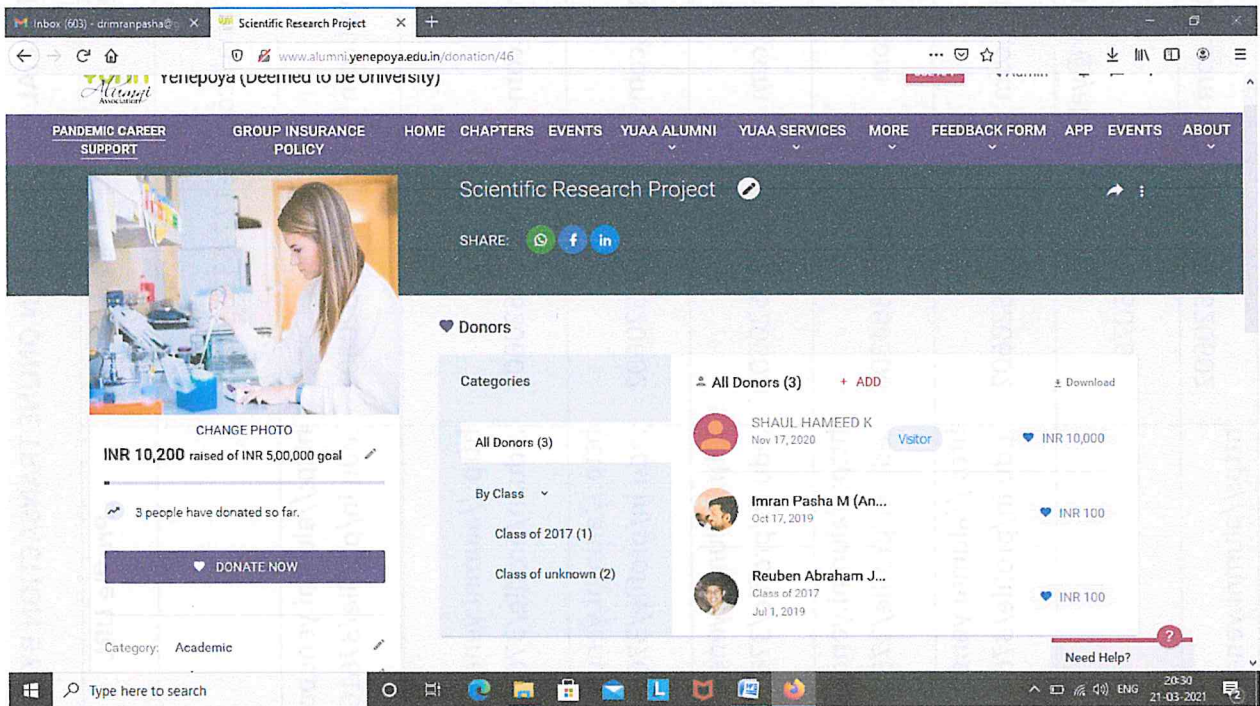 Inbox (603) - drimranpasha@g
Scientific Research Project
www.alumni.yenepoya.edu.in/donation/46
Alumni
Association
Yenepoya (Deemed to be University)
PANDEMIC CAREER SUPPORT
GROUP INSURANCE POLICY
HOME CHAPTERS EVENTS YUAA ALUMNI YUAA SERVICES MORE FEEDBACK FORM APP EVENTS ABOUT
Scientific Research Project
SHARE:
CHANGE PHOTO
INR 10,200 raised of INR 5,00,000 goal
3 people have donated so far.
DONATE NOW
Category: Academic
Donors
Categories
All Donors (3)
By Class
Class of 2017 (1)
Class of unknown (2)
All Donors (3) + ADD Download
SHAUL HAMEED K
Nov 17, 2020 Visitor INR 10,000
Imran Pasha M (An...
Oct 17, 2019 INR 100
Reuben Abraham J...
Class of 2017
Jul 1, 2019 INR 100
?
Need Help?
Type here to search
ENG 20:30
21-03-2021